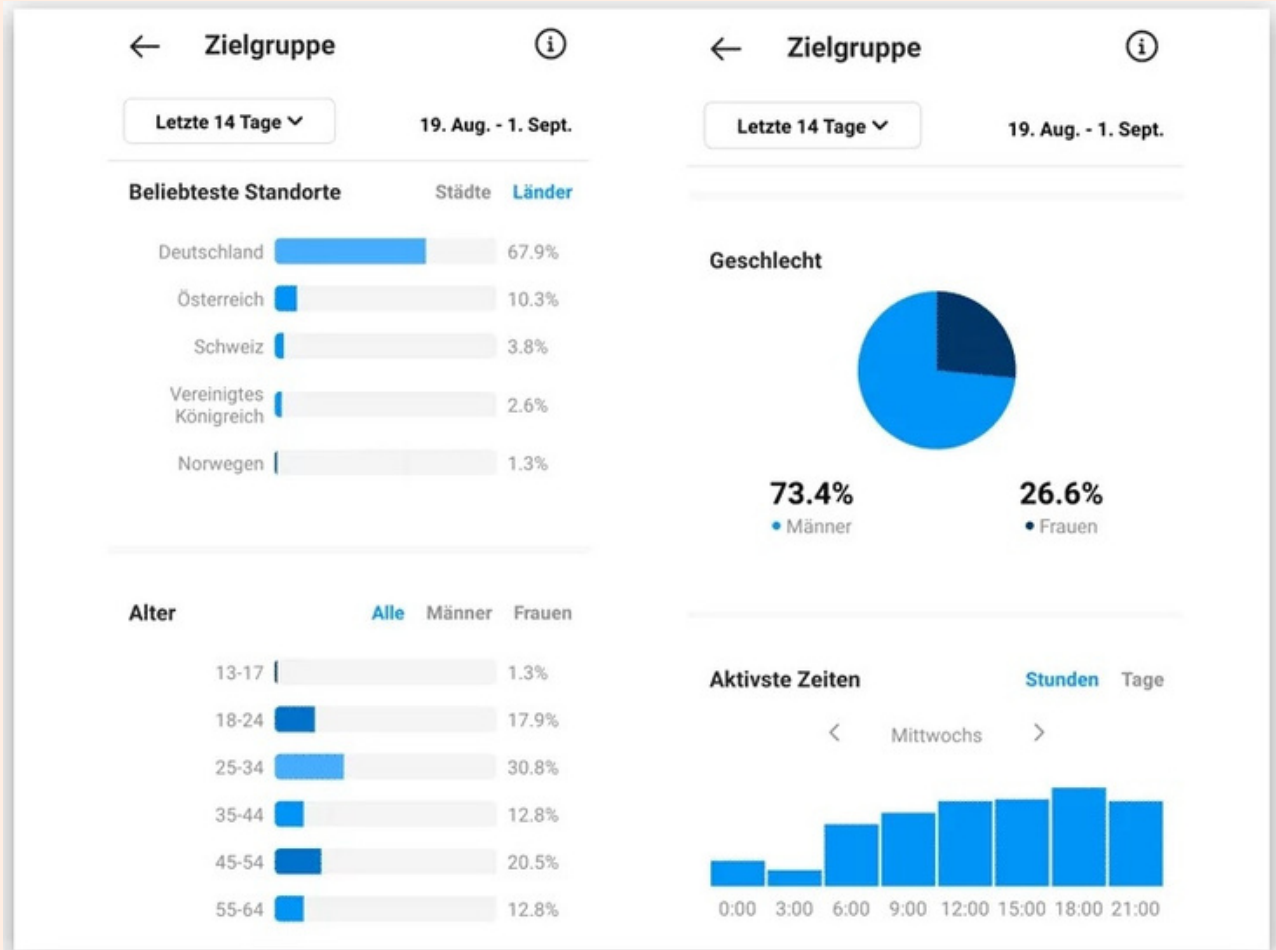 Zielgruppe
Letzte 14 Tage
19. Aug. - 1. Sept.
Beliebteste Standorte Städte Länder
Deutschland 67.9%
Österreich 10.3%
Schweiz 3.8%
Vereinigtes
Königreich 2.6%
Norwegen 1.3%
Alter Alle Männer Frauen
13-17 1.3%
18-24 17.9%
25-34 30.8%
35-44 12.8%
45-54 20.5%
55-64 12.8%
Zielgruppe
Letzte 14 Tage
19. Aug. - 1. Sept.
Geschlecht
73.4% 26.6%
Männer Frauen
Aktivste Zeiten Stunden Tage
Mittwochs
0:00 3:00 6:00 9:00 12:00 15:00 18:00 21:00